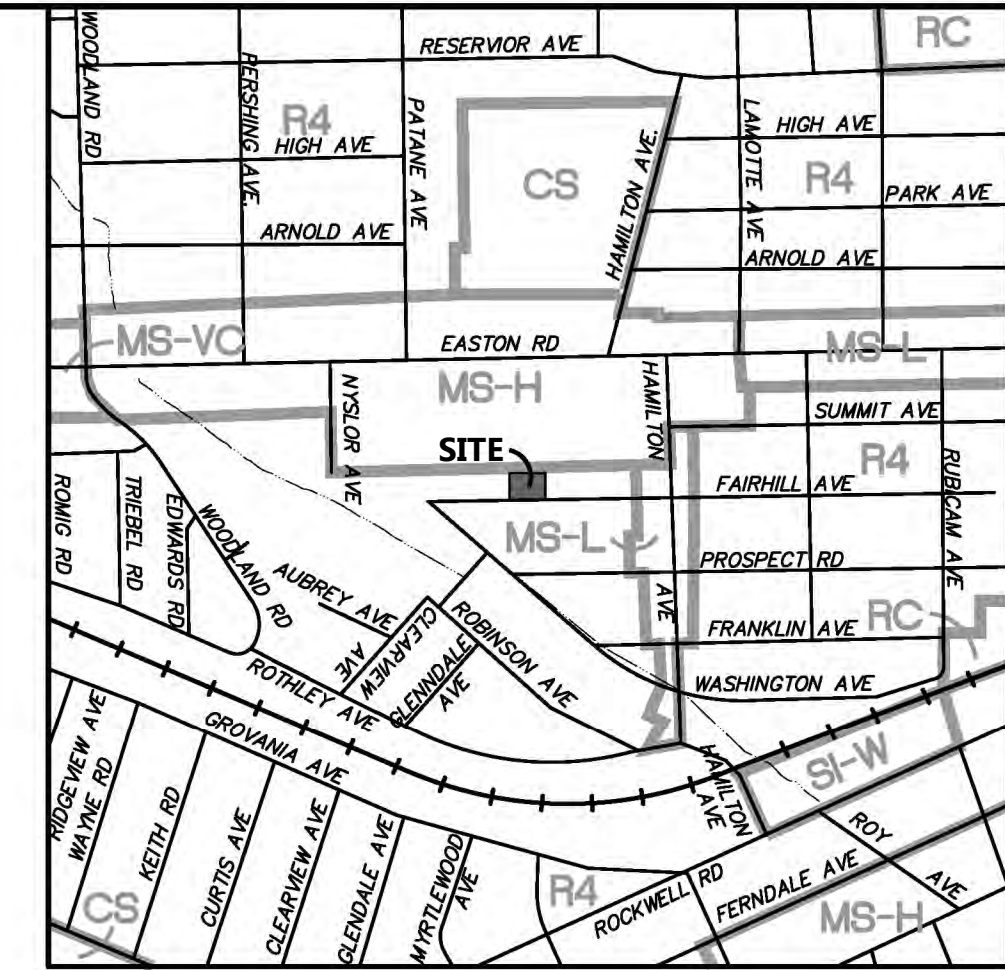 RC
RESERVIOR AVE
WOODLAND RD
PERSHING AVE.
R4
HIGH AVE
PATANE AVE
CS
HAMILTON AVE.
LAMOTTE AVE
HIGH AVE
R4
PARK AVE
ARNOLD AVE
ARNOLD AVE
MS-VC
EASTON RD
MS-L
MS-H
NYSLOR AVE
HAMILTON
AVE
SUMMIT AVE
SITE
R4
RUBICAM AVE
FAIRHILL AVE
ROMIG RD
TRIEBEL RD
EDWARDS RD
WOODLAND RD
MS-L
PROSPECT RD
AUBREY AVE
CLEARVIEW
AVE
GLENNDALE
AVE
ROBINSON AVE
RC
FRANKLIN AVE
ROTHLEY AVE
WASHINGTON AVE
GROVANIA AVE
HAMILTON
AVE
SI-W
RIDGEVIEW AVE
WAYNE RD
KEITH RD
CURTIS AVE
CLEARVIEW AVE
GLENDALE AVE
MYRTLEWOOD
AVE
ROY
AVE
CS
R4
ROCKWELL RD
FERNDALE AVE
MS-H